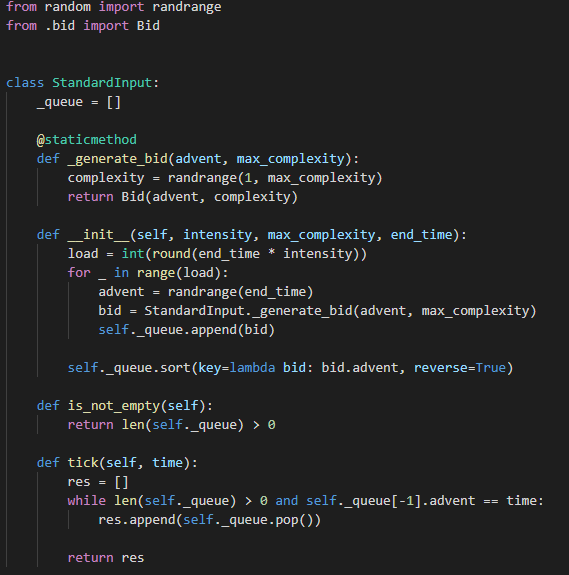 from random import randrange
from .bid import Bid
class StandardInput:
    _queue = []
    @staticmethod
    def _generate_bid(advent, max_complexity):
        complexity = randrange(1, max_complexity)
        return Bid(advent, complexity)
    def __init__(self, intensity, max_complexity, end_time):
        load = int(round(end_time * intensity))
        for _ in range(load):
            advent = randrange(end_time)
            bid = StandardInput._generate_bid(advent, max_complexity)
            self._queue.append(bid)
        self._queue.sort(key=lambda bid: bid.advent, reverse=True)
    def is_not_empty(self):
        return len(self._queue) > 0
    def tick(self, time):
        res = []
        while len(self._queue) > 0 and self._queue[-1].advent == time:
            res.append(self._queue.pop())
        return res